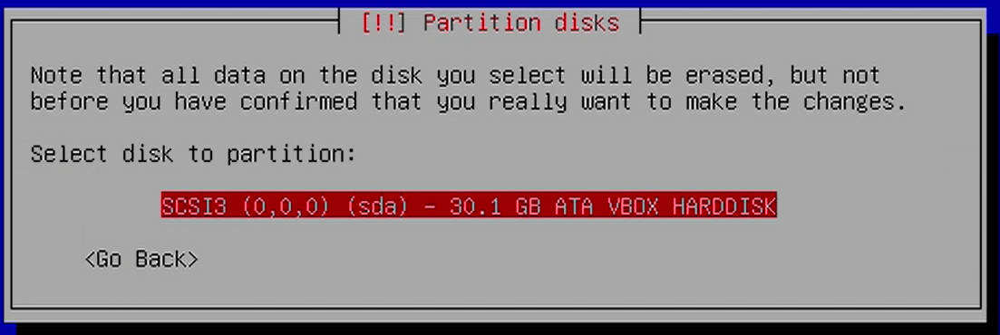 [!!] Partition disks
Note that all data on the disk you select will be erased, but not
before you have confirmed that you really want to make the changes.
Select disk to partition:
SCSI3 (0,0,0) (sda) - 30.1 GB ATA VBOX HARDDISK
<Go Back>